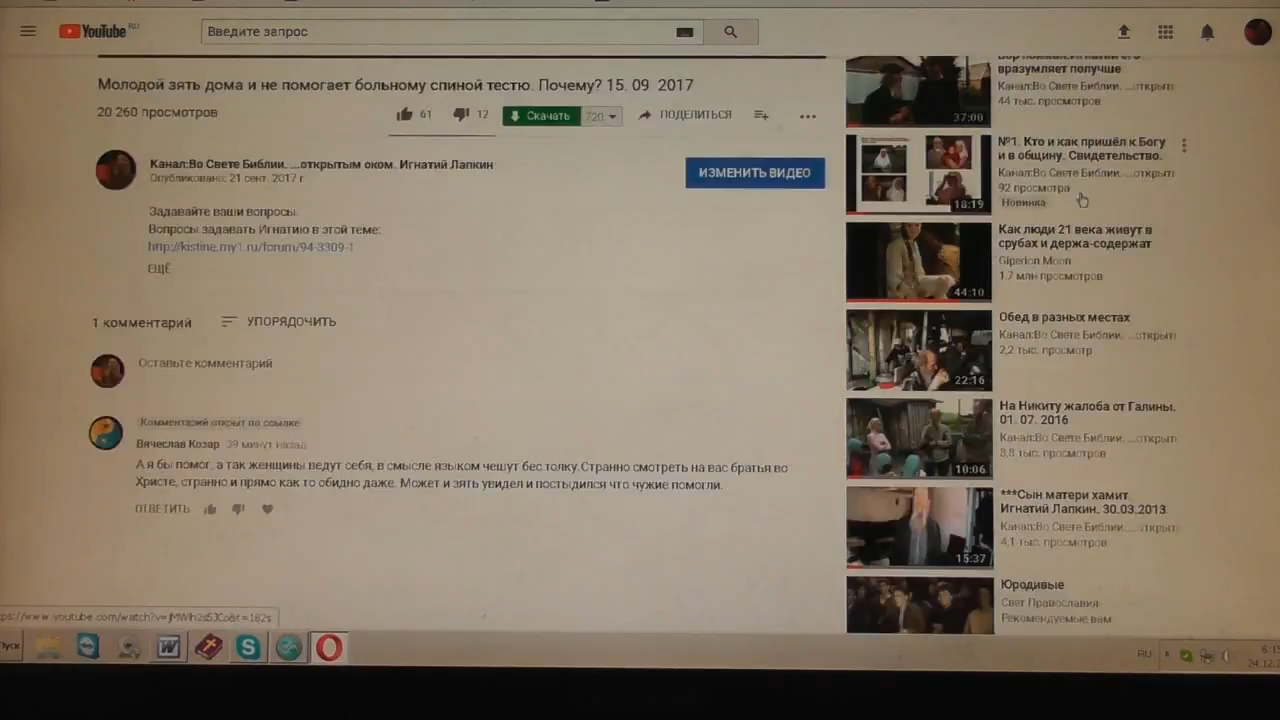 YouTube RU
Введите запрос
Молодой зять дома и не помогает больному спиной тестю. Почему? 15. 09 2017
20 260 просмотров
61
12
Скачать
720
ПОДЕЛИТЬСЯ
Канал:Во Свете Библии. ...открытым оком. Игнатий Лапкин
Опубликовано: 21 сент. 2017 г.
ИЗМЕНИТЬ ВИДЕО
Задавайте ваши вопросы.
Вопросы задавать Игнатию в этой теме:
http://kistine.my1.ru/forum/94-3309-1
ЕЩЁ
1 комментарий
УПОРЯДОЧИТЬ
Оставьте комментарий
Комментарий открыт по ссылке
Вячеслав Козар 39 минут назад
А я бы помог, а так женщины ведут себя, в смысле языком чешут бес толку.Странно смотреть на вас братья во
Христе, странно и прямо как то обидно даже. Может и зять увидел и постыдился что чужие помогли.
ОТВЕТИТЬ
вразумляет получше
Канал:Во Свете Библии. ...открыты
44 тыс. просмотров
37:00
№1. Кто и как пришёл к Богу
и в общину. Свидетельство.
Канал:Во Свете Библии. ...открыты
92 просмотра
Новинка
18:19
Как люди 21 века живут в
срубах и держа-содержат
Giperion Moon
1,7 млн просмотров
44:10
Обед в разных местах
Канал:Во Свете Библии. ...открыты
2,2 тыс. просмотр
22:16
На Никиту жалоба от Галины.
01. 07. 2016
Канал:Во Свете Библии. ...открыты
8,8 тыс. просмотров
10:06
***Сын матери хамит
Игнатий Лапкин. 30.03.2013
Канал:Во Свете Библии. ...открыты
4,1 тыс. просмотров
15:37
Юродивые
Свет Православия
Рекомендуемые вам
Пуск
RU
6:15